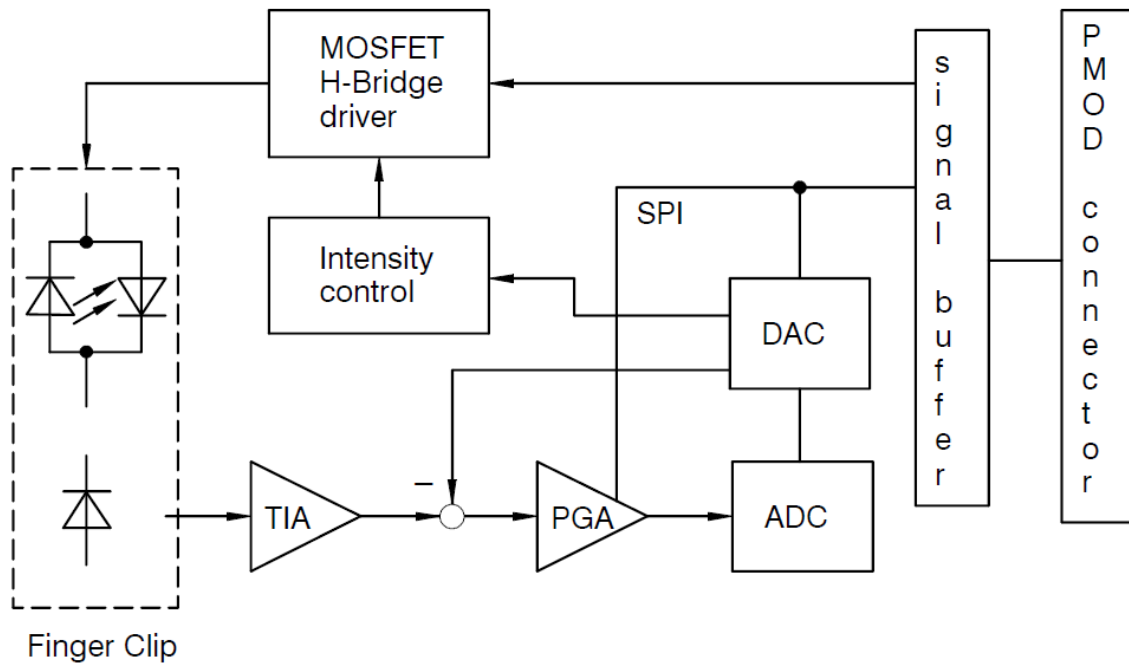 MOSFET
H-Bridge
driver
signal buffer
PMOD connector
SPI
Intensity
control
DAC
–
TIA
PGA
ADC
Finger Clip